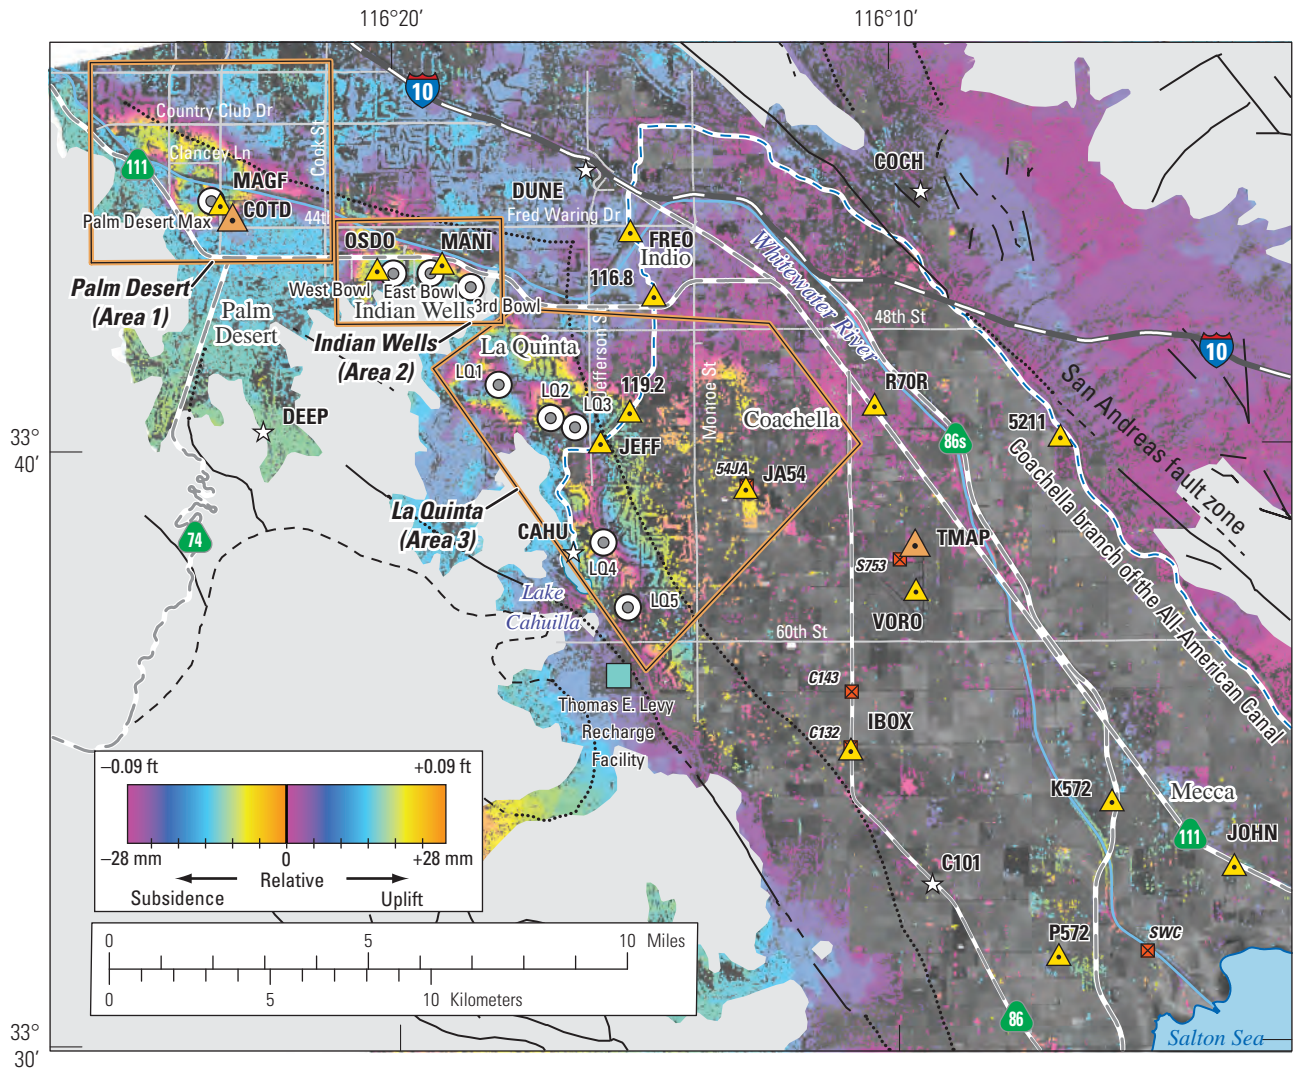 116°20′
116°10′
10
Country Club Dr
Cook St
Clancey Ln
111
MAGF
COTD
Palm Desert Max
44th
DUNE
Fred Waring Dr
COCH
OSDO
MANI
FREO
Indio
116.8
Whitewater River
West Bowl
East Bowl
3rd Bowl
Indian Wells
Palm Desert
(Area 1)
Palm
Desert
Indian Wells
(Area 2)
La Quinta
Jefferson St
48th St
10
LQ1
LQ2
LQ3
119.2
Monroe St
R70R
San Andreas fault zone
DEEP
Coachella
5211
86s
33°
40′
JEFF
54JA
JA54
Coachella branch of the All-American Canal
La Quinta
(Area 3)
74
CAHU
TMAP
S753
LQ4
Lake
Cahuilla
LQ5
VORO
60th St
Thomas E. Levy
Recharge
Facility
C143
C132
IBOX
–0.09 ft
+0.09 ft
–28 mm
0
+28 mm
Relative
Subsidence
Uplift
K572
Mecca
111
JOHN
C101
0
5
10 Miles
0
5
10 Kilometers
P572
SWC
86
33°
30′
Salton Sea